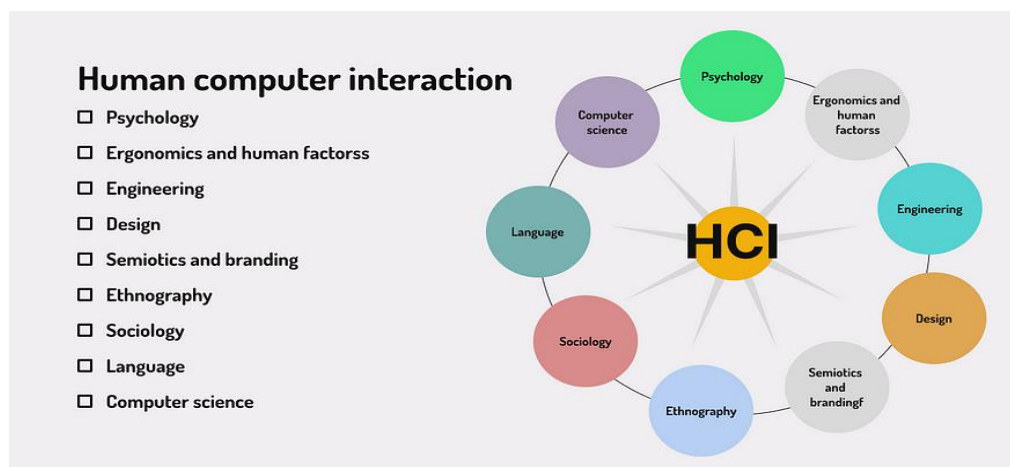 Human computer interaction
Psychology
Ergonomics and human factorss
Engineering
Design
Semiotics and branding
Ethnography
Sociology
Language
Computer science
Psychology
Ergonomics and
human
factorss
Engineering
Design
Semiotics
and
brandingf
Ethnography
Sociology
Language
Computer
science
HCI